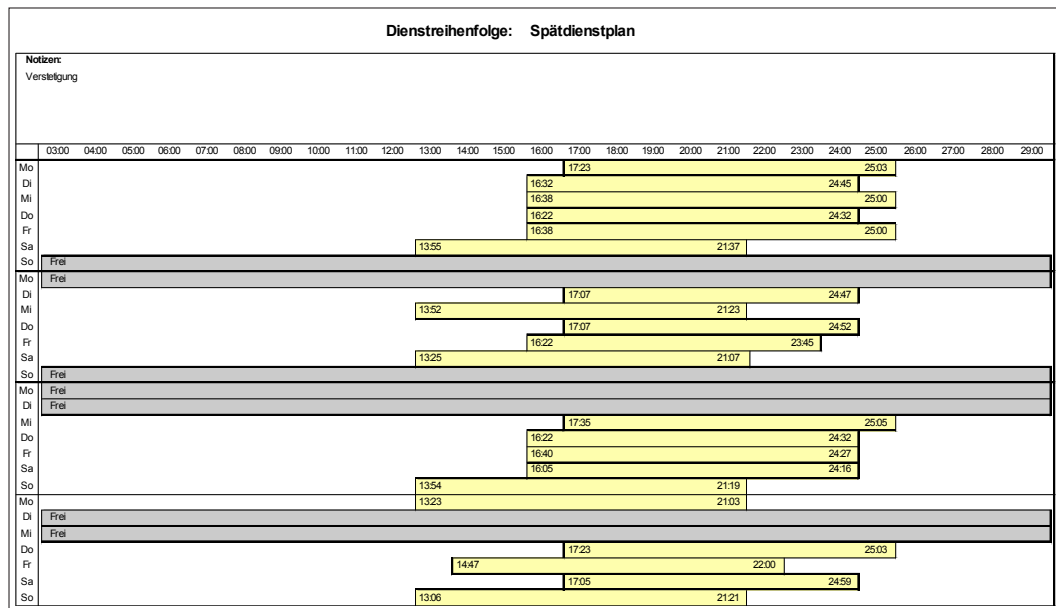 Dienstreihenfolge: Spätdienstplan
Notizen:
Verstetigung
03:00 04:00 05:00 06:00 07:00 08:00 09:00 10:00 11:00 12:00 13:00 14:00 15:00 16:00 17:00 18:00 19:00 20:00 21:00 22:00 23:00 24:00 25:00 26:00 27:00 28:00 29:00
Mo 17:23 25:03
Di 16:32 24:45
Mi 16:38 25:00
Do 16:22 24:32
Fr 16:38 25:00
Sa 13:55 21:37
So Frei
Mo Frei
Di 17:07 24:47
Mi 13:52 21:23
Do 17:07 24:52
Fr 16:22 23:45
Sa 13:25 21:07
So Frei
Mo Frei
Di Frei
Mi 17:35 25:05
Do 16:22 24:32
Fr 16:40 24:27
Sa 16:05 24:16
So 13:54 21:19
Mo 13:23 21:03
Di Frei
Mi Frei
Do 17:23 25:03
Fr 14:47 22:00
Sa 17:05 24:59
So 13:06 21:21